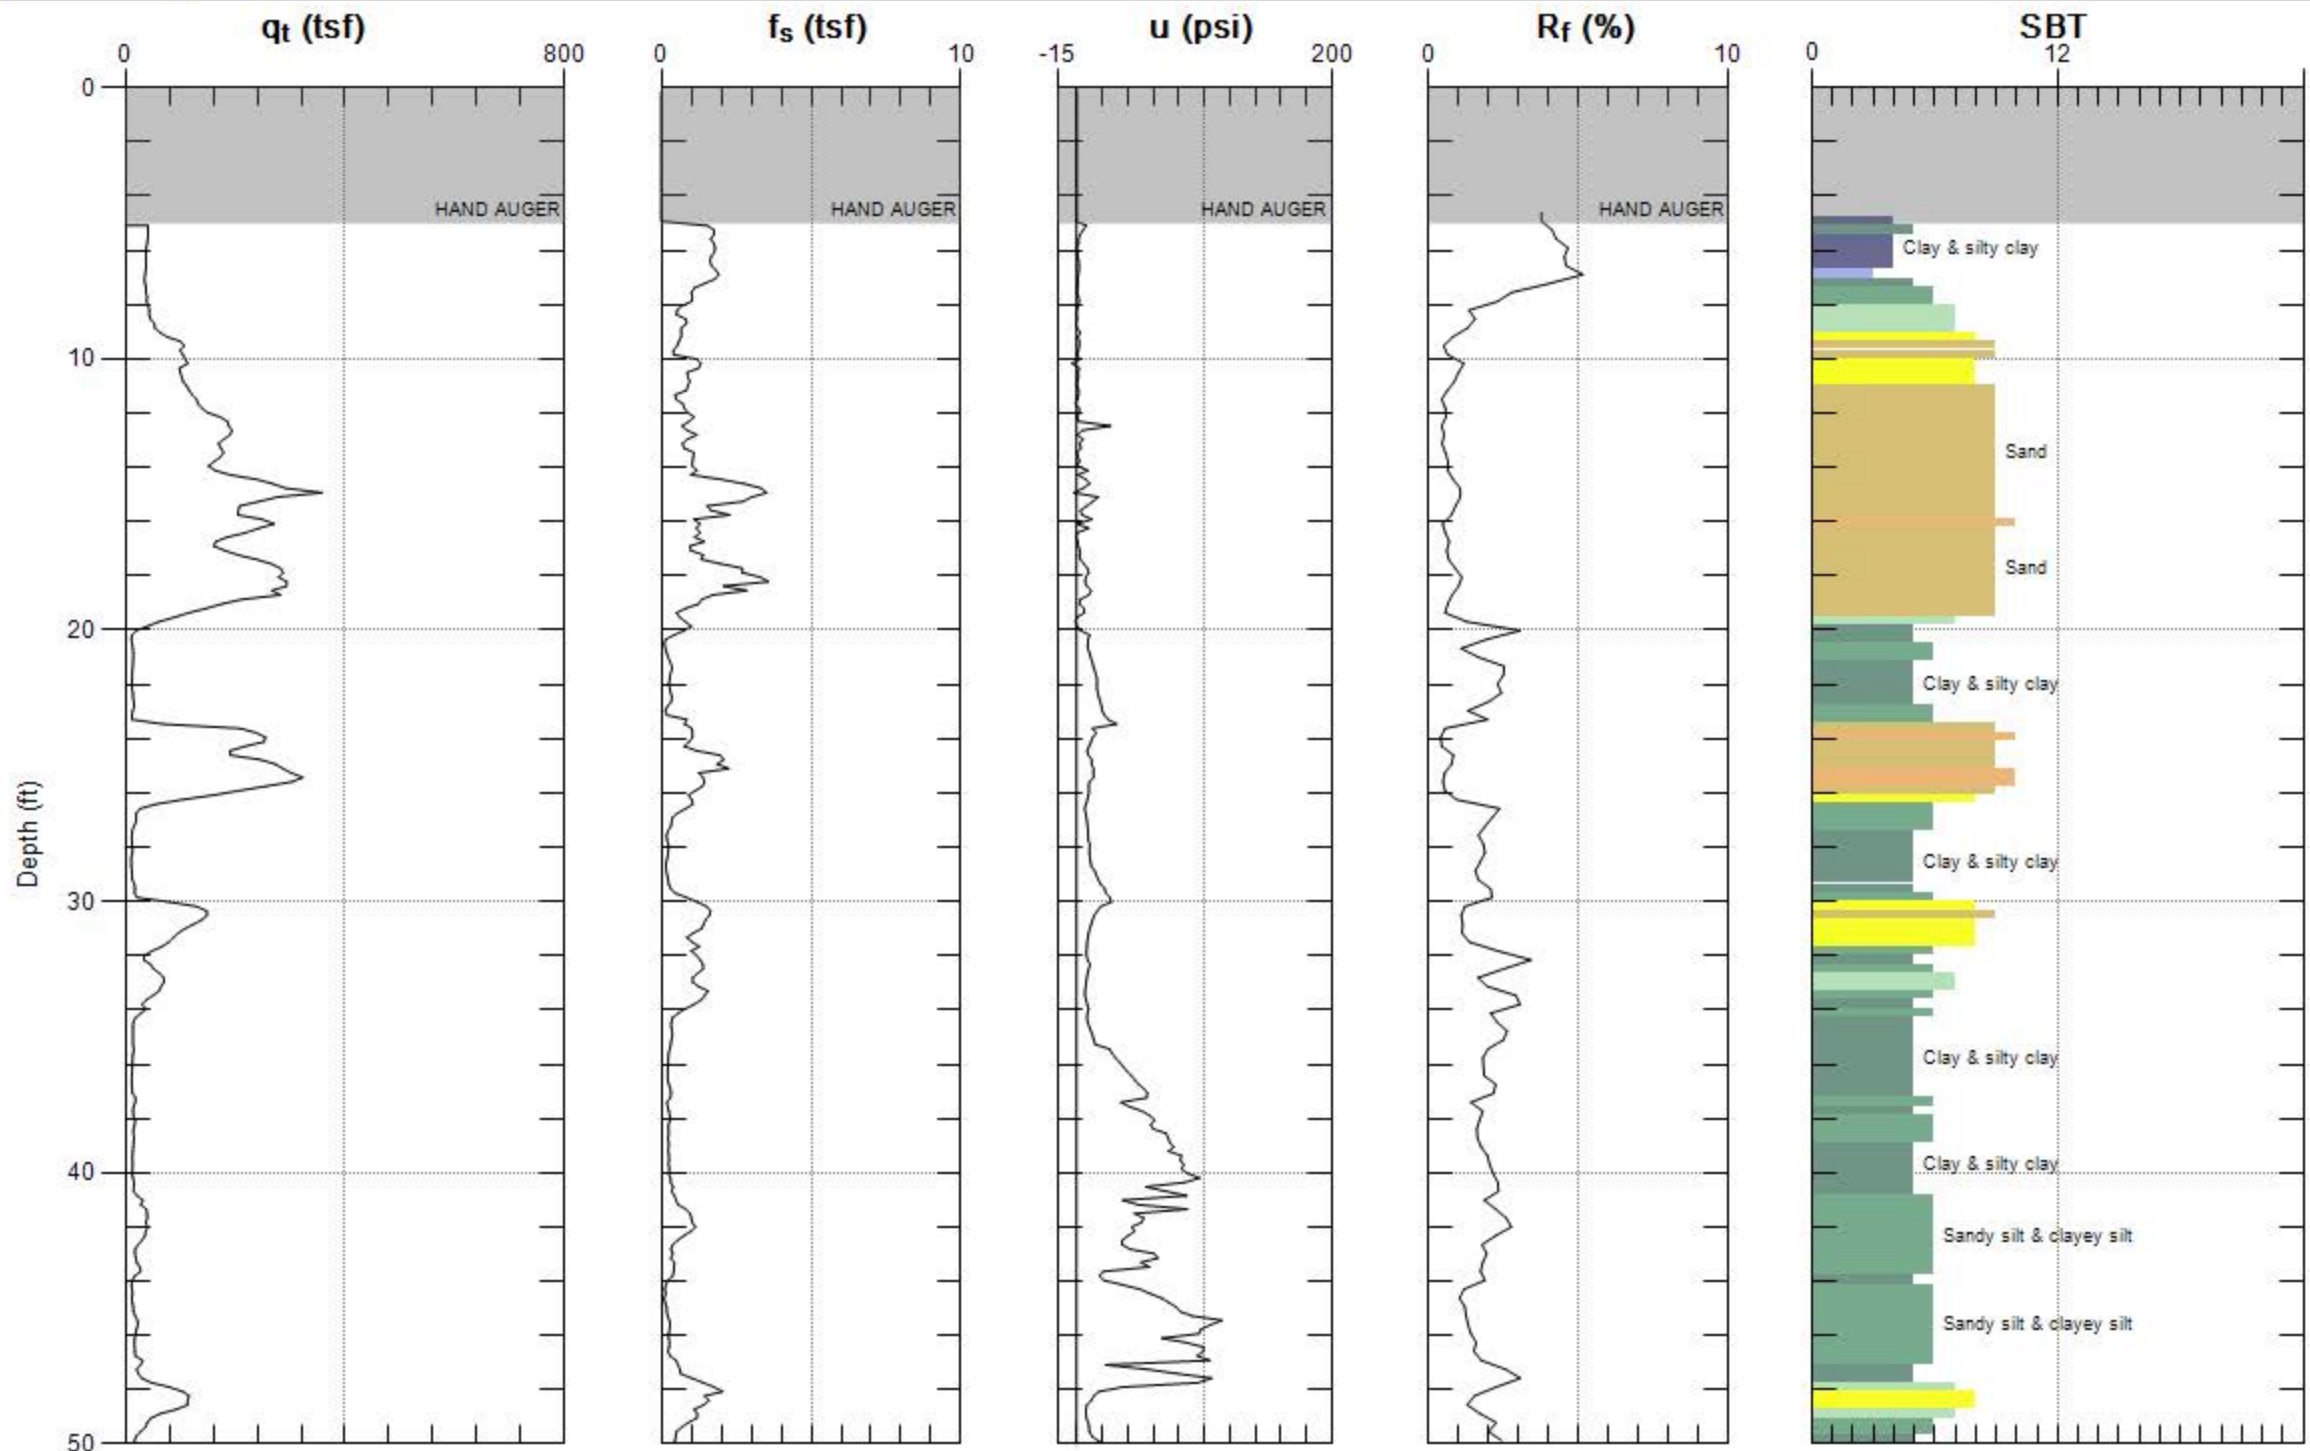 qt (tsf)
fs (tsf)
u (psi)
Rf (%)
SBT
0 800
0 10
-15 200
0 10
0 12
0
HAND AUGER
HAND AUGER
HAND AUGER
HAND AUGER
Clay & silty clay
10
Sand
Sand
20
Clay & silty clay
Depth (ft)
Clay & silty clay
30
Clay & silty clay
40
Clay & silty clay
Sandy silt & clayey silt
Sandy silt & clayey silt
50